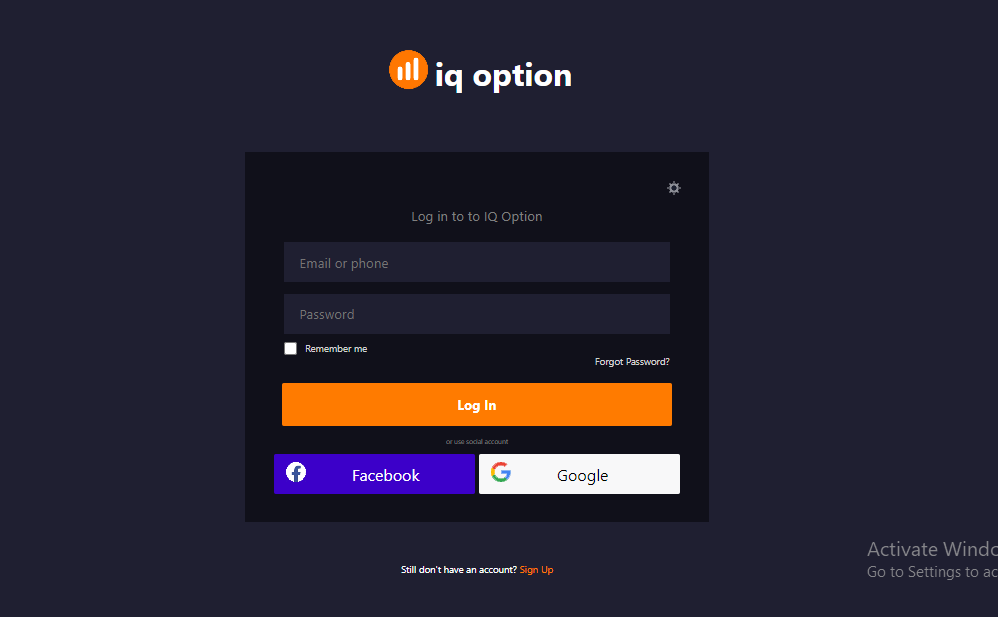 iq option
Log in to to IQ Option
Email or phone
Password
Remember me
Forgot Password?
Log In
or use social account
Facebook
Google
Still don't have an account? Sign Up
Activate Windo
Go to Settings to ac